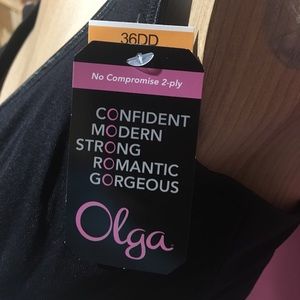 36DD
No Compromise 2-ply
CONFIDENT
MODERN
STRONG
ROMANTIC
GORGEOUS
Olga